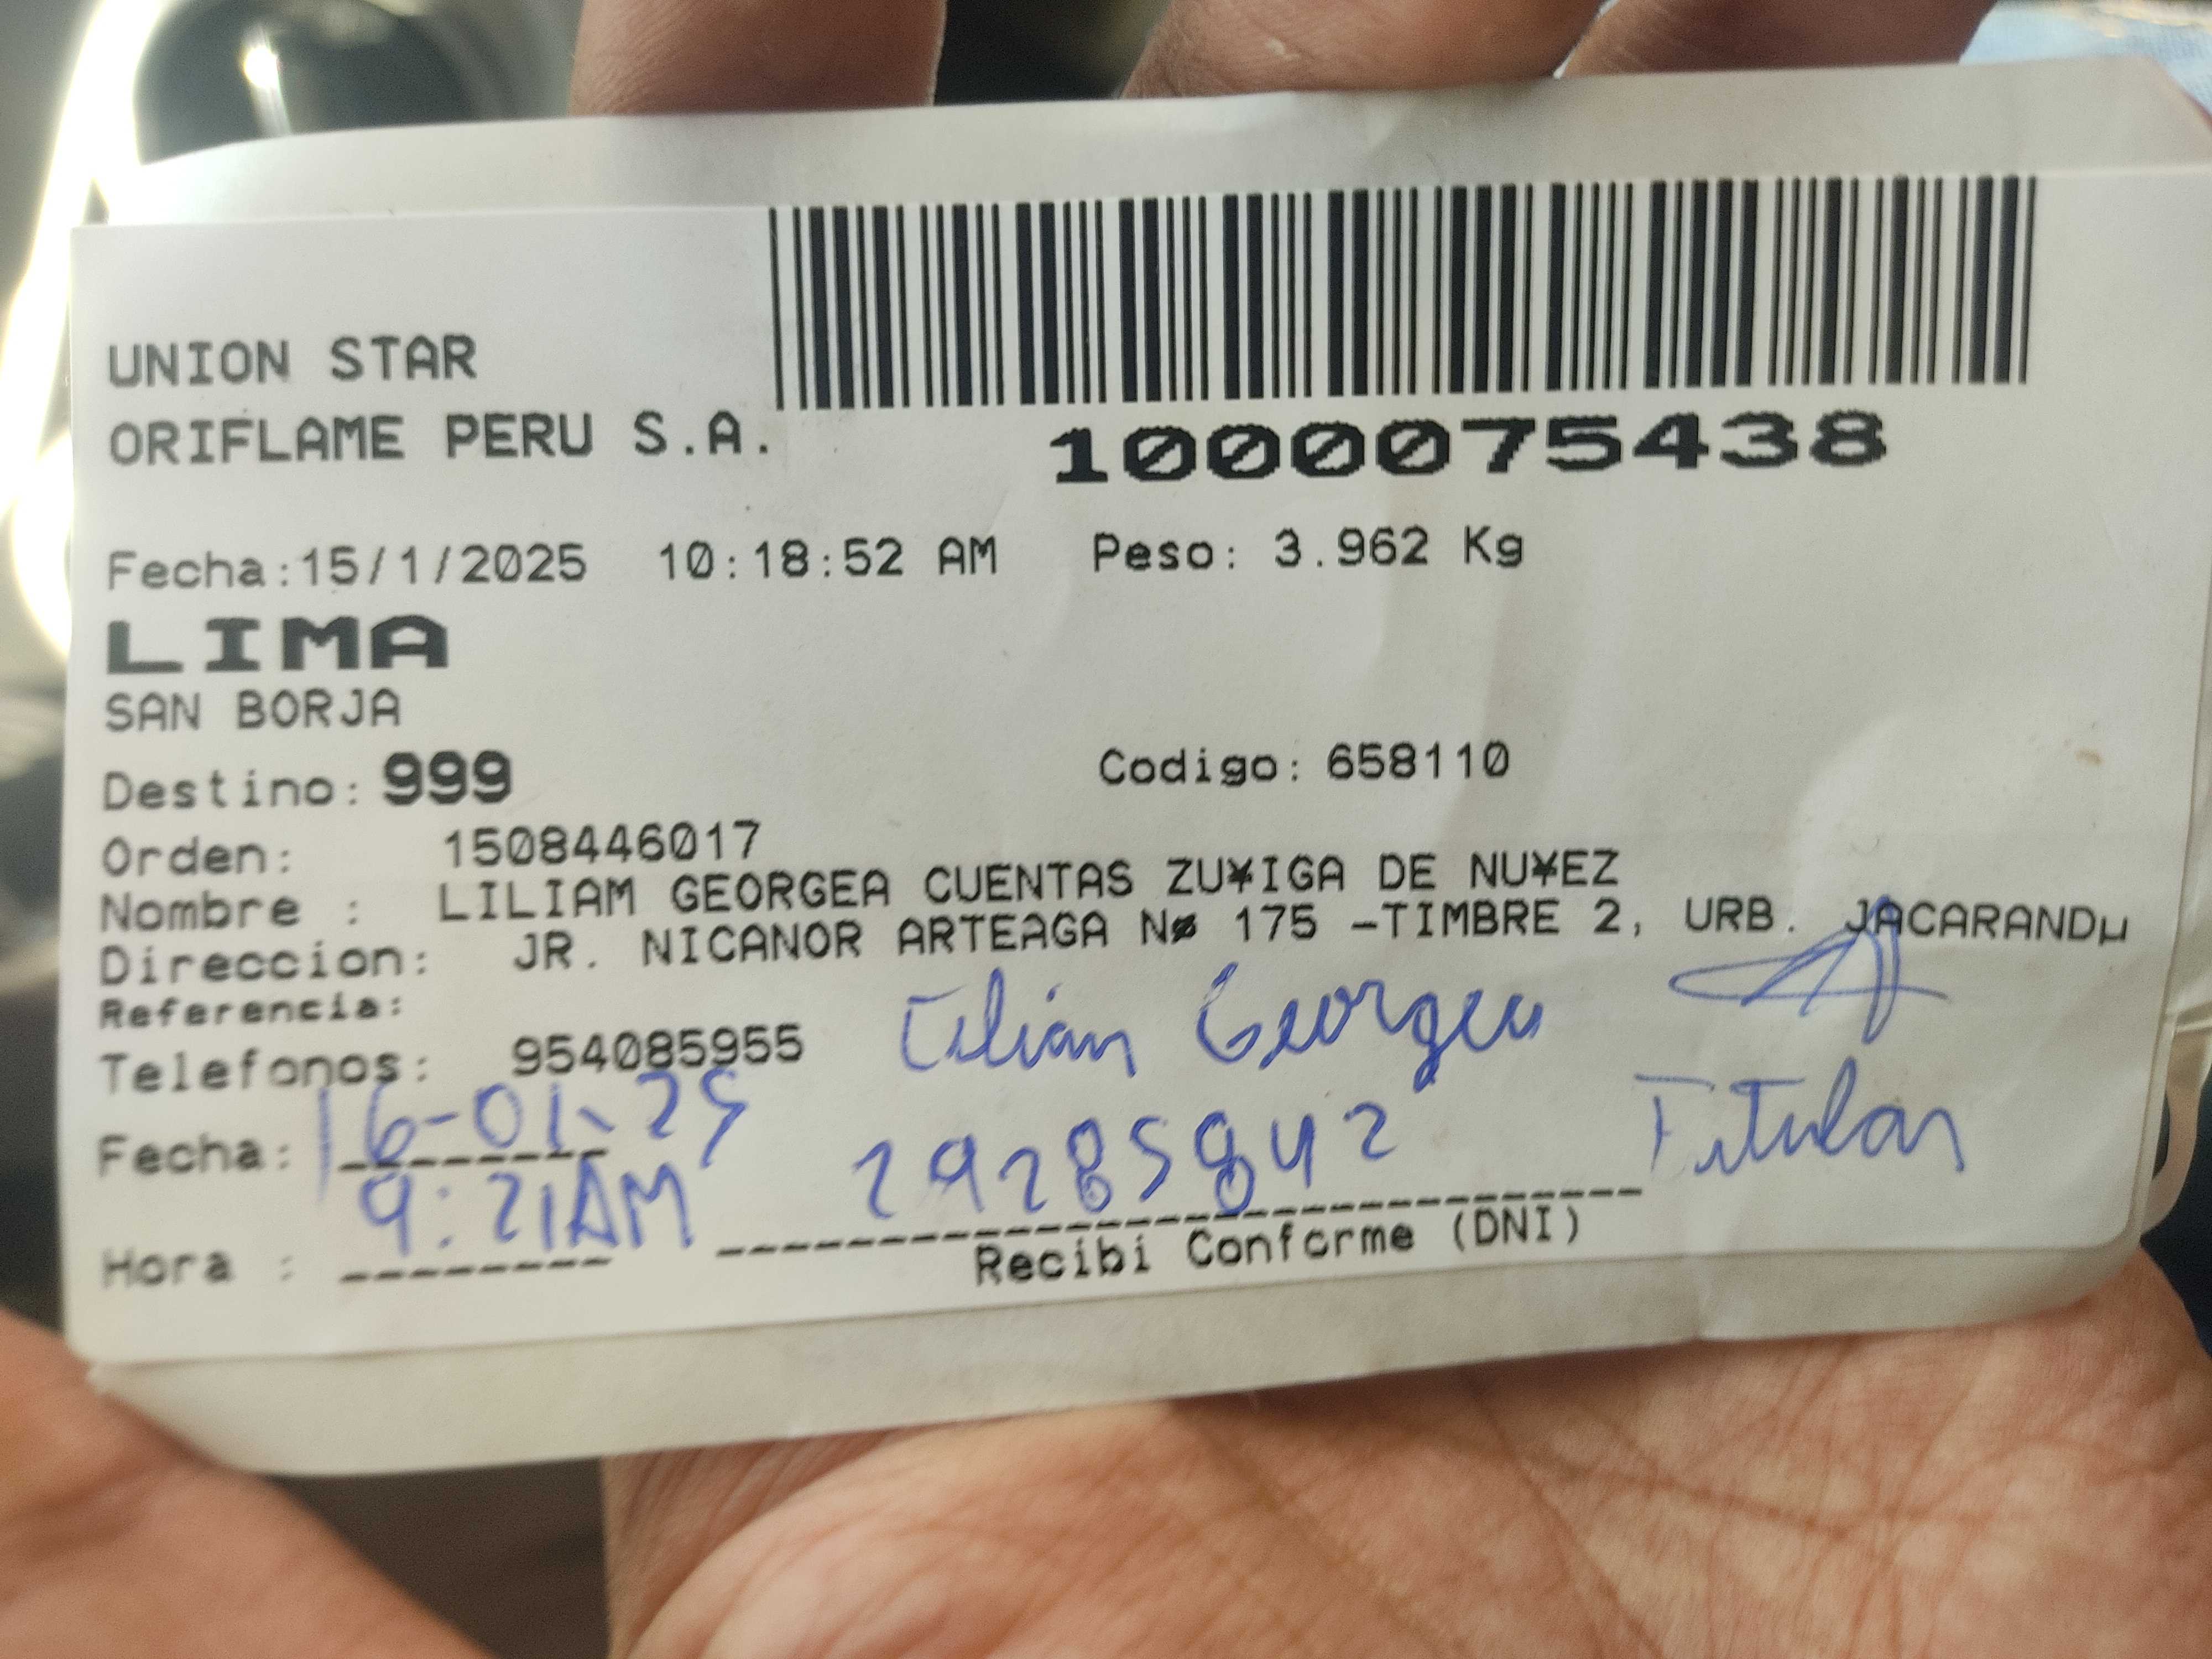 UNION STAR
ORIFLAME PERU S.A.
1000075438
Fecha:15/1/2025 10:18:52 AM Peso: 3.962 Kg
LIMA
SAN BORJA
Destino: 999 Codigo: 658110
Orden: 1508446017
Nombre : LILIAM GEORGEA CUENTAS ZU¥IGA DE NU¥EZ
Direccion: JR. NICANOR ARTEAGA Nø 175 -TIMBRE 2, URB. JACARANDµ
Referencia:
Telefonos: 954085955 Lilian Georgea
Fecha: 16-01-25 29285842 Titular
Hora : 9:21AM
Recibi Conforme (DNI)